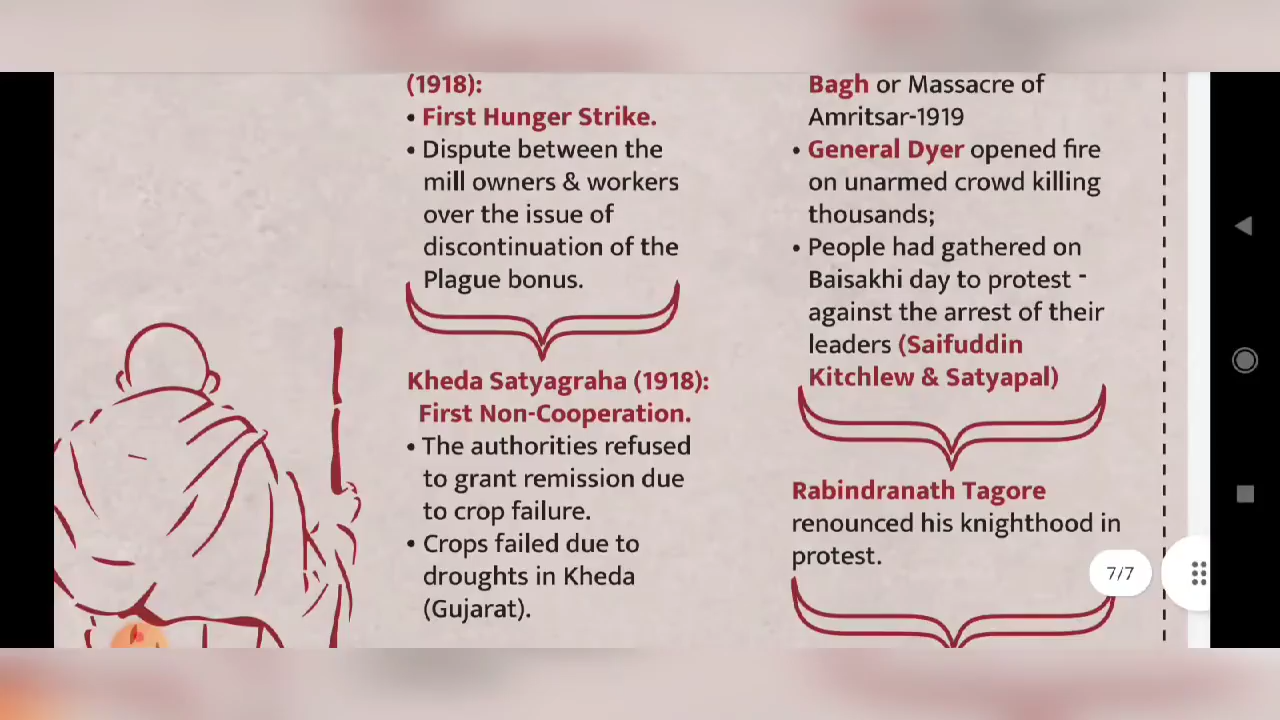 (1918):
• First Hunger Strike.
• Dispute between the
mill owners & workers
over the issue of
discontinuation of the
Plague bonus.
Kheda Satyagraha (1918):
First Non-Cooperation.
• The authorities refused
to grant remission due
to crop failure.
• Crops failed due to
droughts in Kheda
(Gujarat).
Bagh or Massacre of
Amritsar-1919
• General Dyer opened fire
on unarmed crowd killing
thousands;
• People had gathered on
Baisakhi day to protest -
against the arrest of their
leaders (Saifuddin
Kitchlew & Satyapal)
Rabindranath Tagore
renounced his knighthood in
protest.
7/7